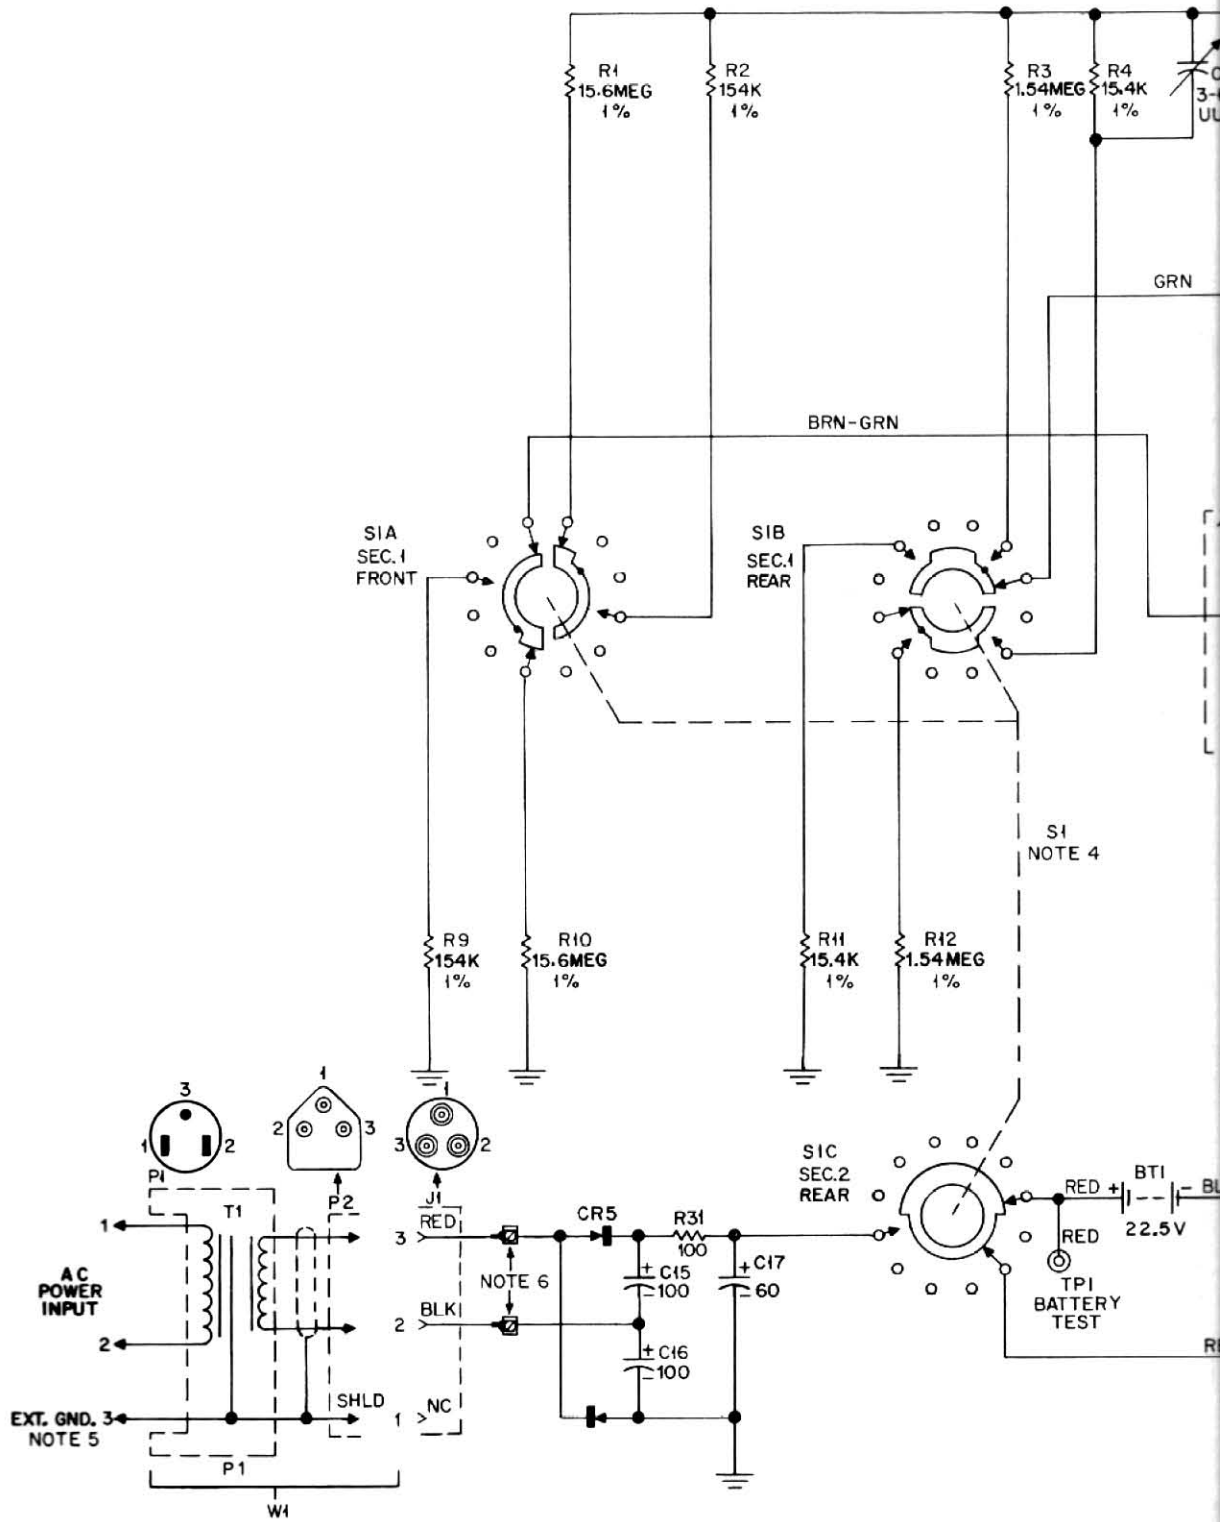 R1
15.6MEG
1%
R2
154K
1%
R3
1.54MEG
1%
R4
15.4K
1%
GRN
BRN-GRN
S1A
SEC.1
FRONT
S1B
SEC.1
REAR
S1
NOTE 4
R9
154K
1%
R10
15.6MEG
1%
R11
15.4K
1%
R12
1.54MEG
1%
3
1
2
P1
1
2
3
P2
1
3
2
J1
S1C
SEC.2
REAR
RED
+
BT1
-
22.5V
RED
TP1
BATTERY
TEST
1
T1
3
RED
CR5
R31
100
AC
POWER
INPUT
NOTE 6
+
C15
100
+
C17
60
2
2
BLK
+
C16
100
EXT. GND. 3
NOTE 5
SHLD
1
NC
P1
W1